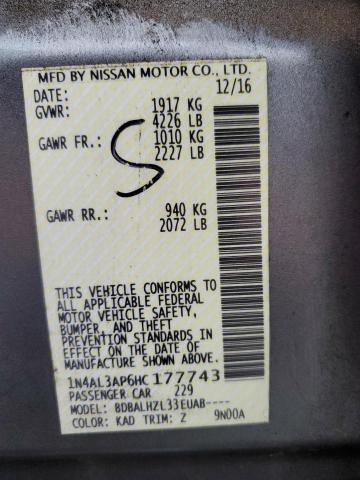 MFD BY NISSAN MOTOR CO., LTD.
DATE: 12/16
GVWR: 1917 KG
4226 LB
GAWR FR.: 1010 KG
2227 LB
S
GAWR RR.: 940 KG
2072 LB
THIS VEHICLE CONFORMS TO
ALL APPLICABLE FEDERAL
MOTOR VEHICLE SAFETY,
BUMPER, AND THEFT
PREVENTION STANDARDS IN
EFFECT ON THE DATE OF
MANUFACTURE SHOWN ABOVE.
1N4AL3AP6HC177743
PASSENGER CAR 229
MODEL: BDBALHZL33EUAB----
COLOR: KAD TRIM: Z 9N00A